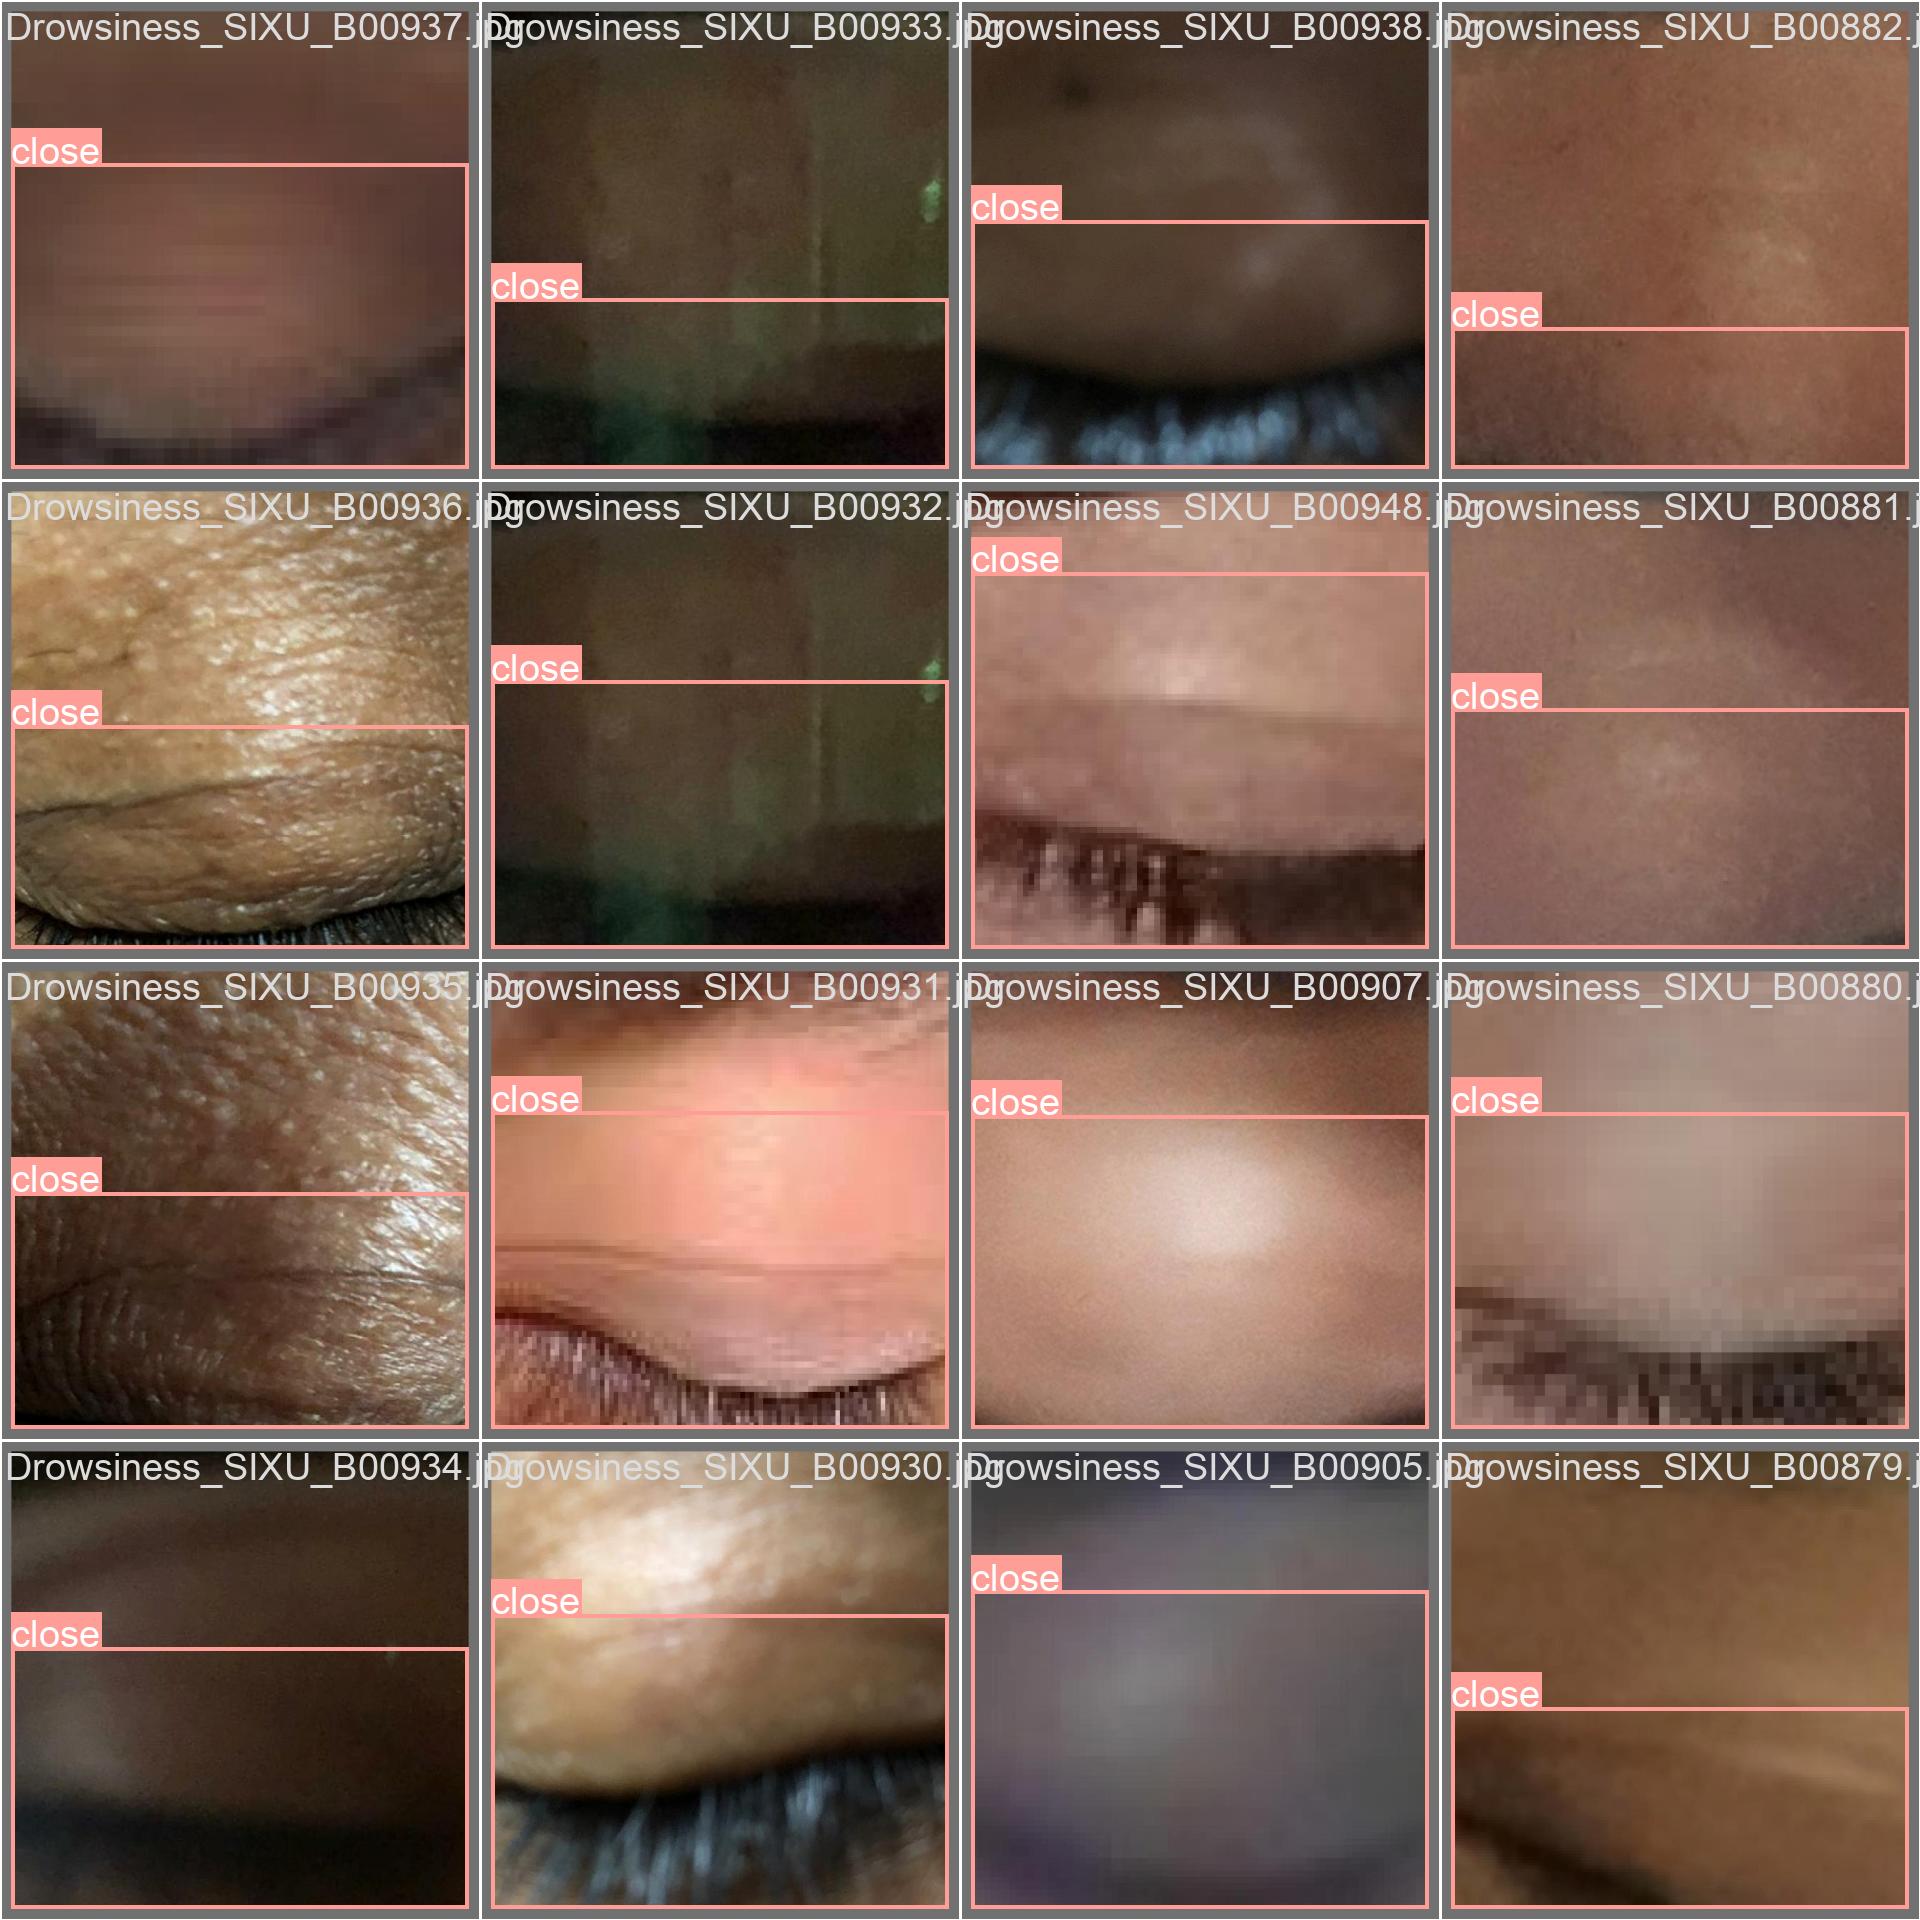 Drowsiness_SIXU_B00937.jpg
close
Drowsiness_SIXU_B00933.jpg
close
Drowsiness_SIXU_B00938.jpg
close
Drowsiness_SIXU_B00882.j
close
Drowsiness_SIXU_B00936.jpg
close
Drowsiness_SIXU_B00932.jpg
close
Drowsiness_SIXU_B00948.jpg
close
Drowsiness_SIXU_B00881.j
close
Drowsiness_SIXU_B00935.jpg
close
Drowsiness_SIXU_B00931.jpg
close
Drowsiness_SIXU_B00907.jpg
close
Drowsiness_SIXU_B00880.j
close
Drowsiness_SIXU_B00934.jpg
close
Drowsiness_SIXU_B00930.jpg
close
Drowsiness_SIXU_B00905.jpg
close
Drowsiness_SIXU_B00879.j
close